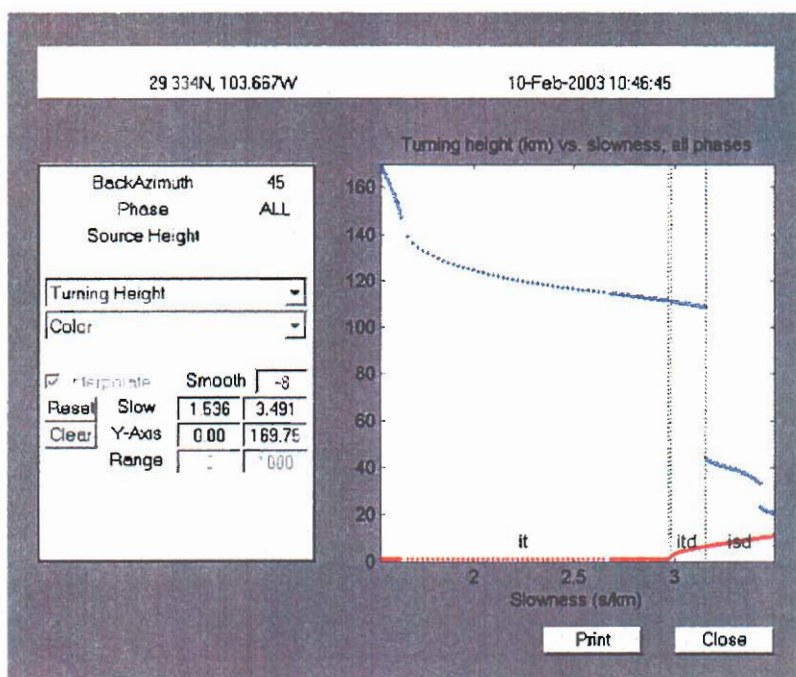 29.334N, 103.667W
10-Feb-2003 10:46:45
BackAzimuth 45
Phase ALL
Source Height
Turning Height
Color
Interpolate Smooth -8
Reset Slow 1.536 3.491
Clear Y-Axis 0.00 169.75
Range 1000
Turning height (km) vs. slowness, all phases
160
140
120
100
80
60
40
20
0
it itd isd
2 2.5 3
Slowness (s/km)
Print Close